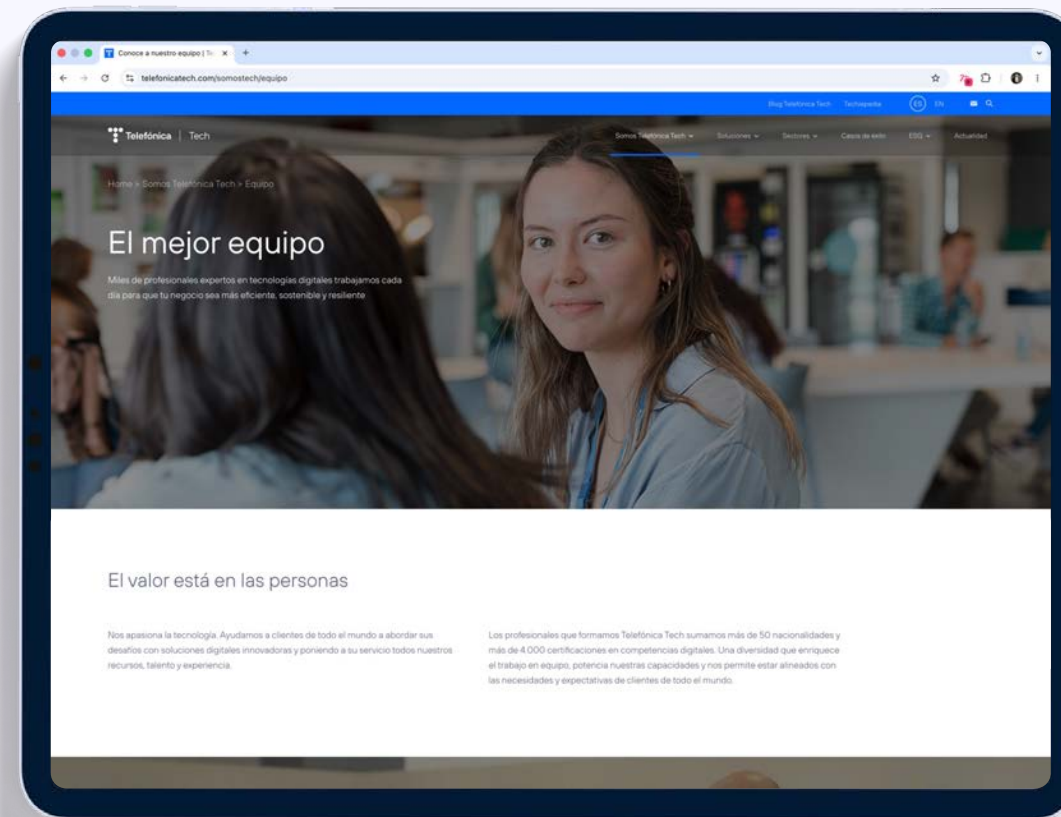 Conoce a nuestro equipo | Te
telefonicatech.com/somostech/equipo
Blog Telefónica Tech Techiepedia ES EN
Telefónica | Tech
Somos Telefónica Tech Soluciones Sectores Casos de éxito ESG Actualidad
Home > Somos Telefónica Tech > Equipo
El mejor equipo
Miles de profesionales expertos en tecnologías digitales trabajamos cada
día para que tu negocio sea más eficiente, sostenible y resiliente
El valor está en las personas
Nos apasiona la tecnología. Ayudamos a clientes de todo el mundo a abordar sus
desafíos con soluciones digitales innovadoras y poniendo a su servicio todos nuestros
recursos, talento y experiencia.
Los profesionales que formamos Telefónica Tech sumamos más de 50 nacionalidades y
más de 4.000 certificaciones en competencias digitales. Una diversidad que enriquece
el trabajo en equipo, potencia nuestras capacidades y nos permite estar alineados con
las necesidades y expectativas de clientes de todo el mundo.